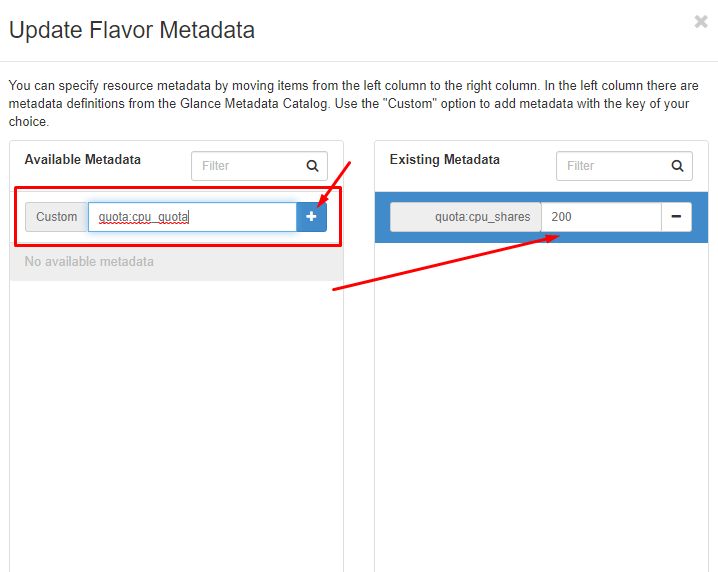 Update Flavor Metadata
You can specify resource metadata by moving items from the left column to the right column. In the left column there are
metadata definitions from the Glance Metadata Catalog. Use the "Custom" option to add metadata with the key of your
choice.
Available Metadata
Filter
Custom
quota:cpu_quota
No available metadata
Existing Metadata
Filter
quota:cpu_shares
200